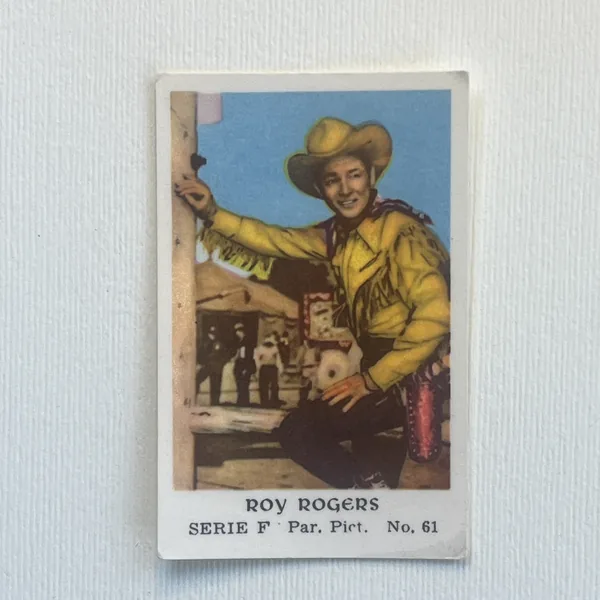 ROY ROGERS
SERIE F Par. Pict. No. 61